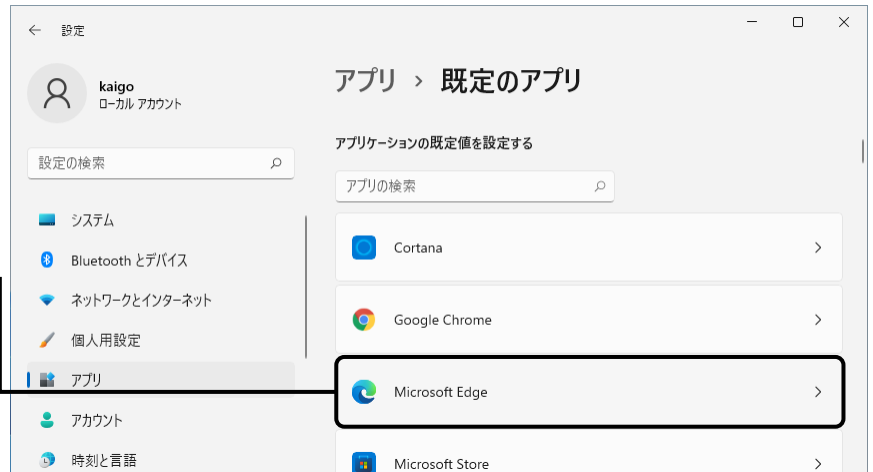 設定
kaigo
ローカル アカウント
設定の検索
システム
Bluetooth とデバイス
ネットワークとインターネット
個人用設定
アプリ
アカウント
時刻と言語
アプリ › 既定のアプリ
アプリケーションの既定値を設定する
アプリの検索
Cortana
Google Chrome
Microsoft Edge
Microsoft Store